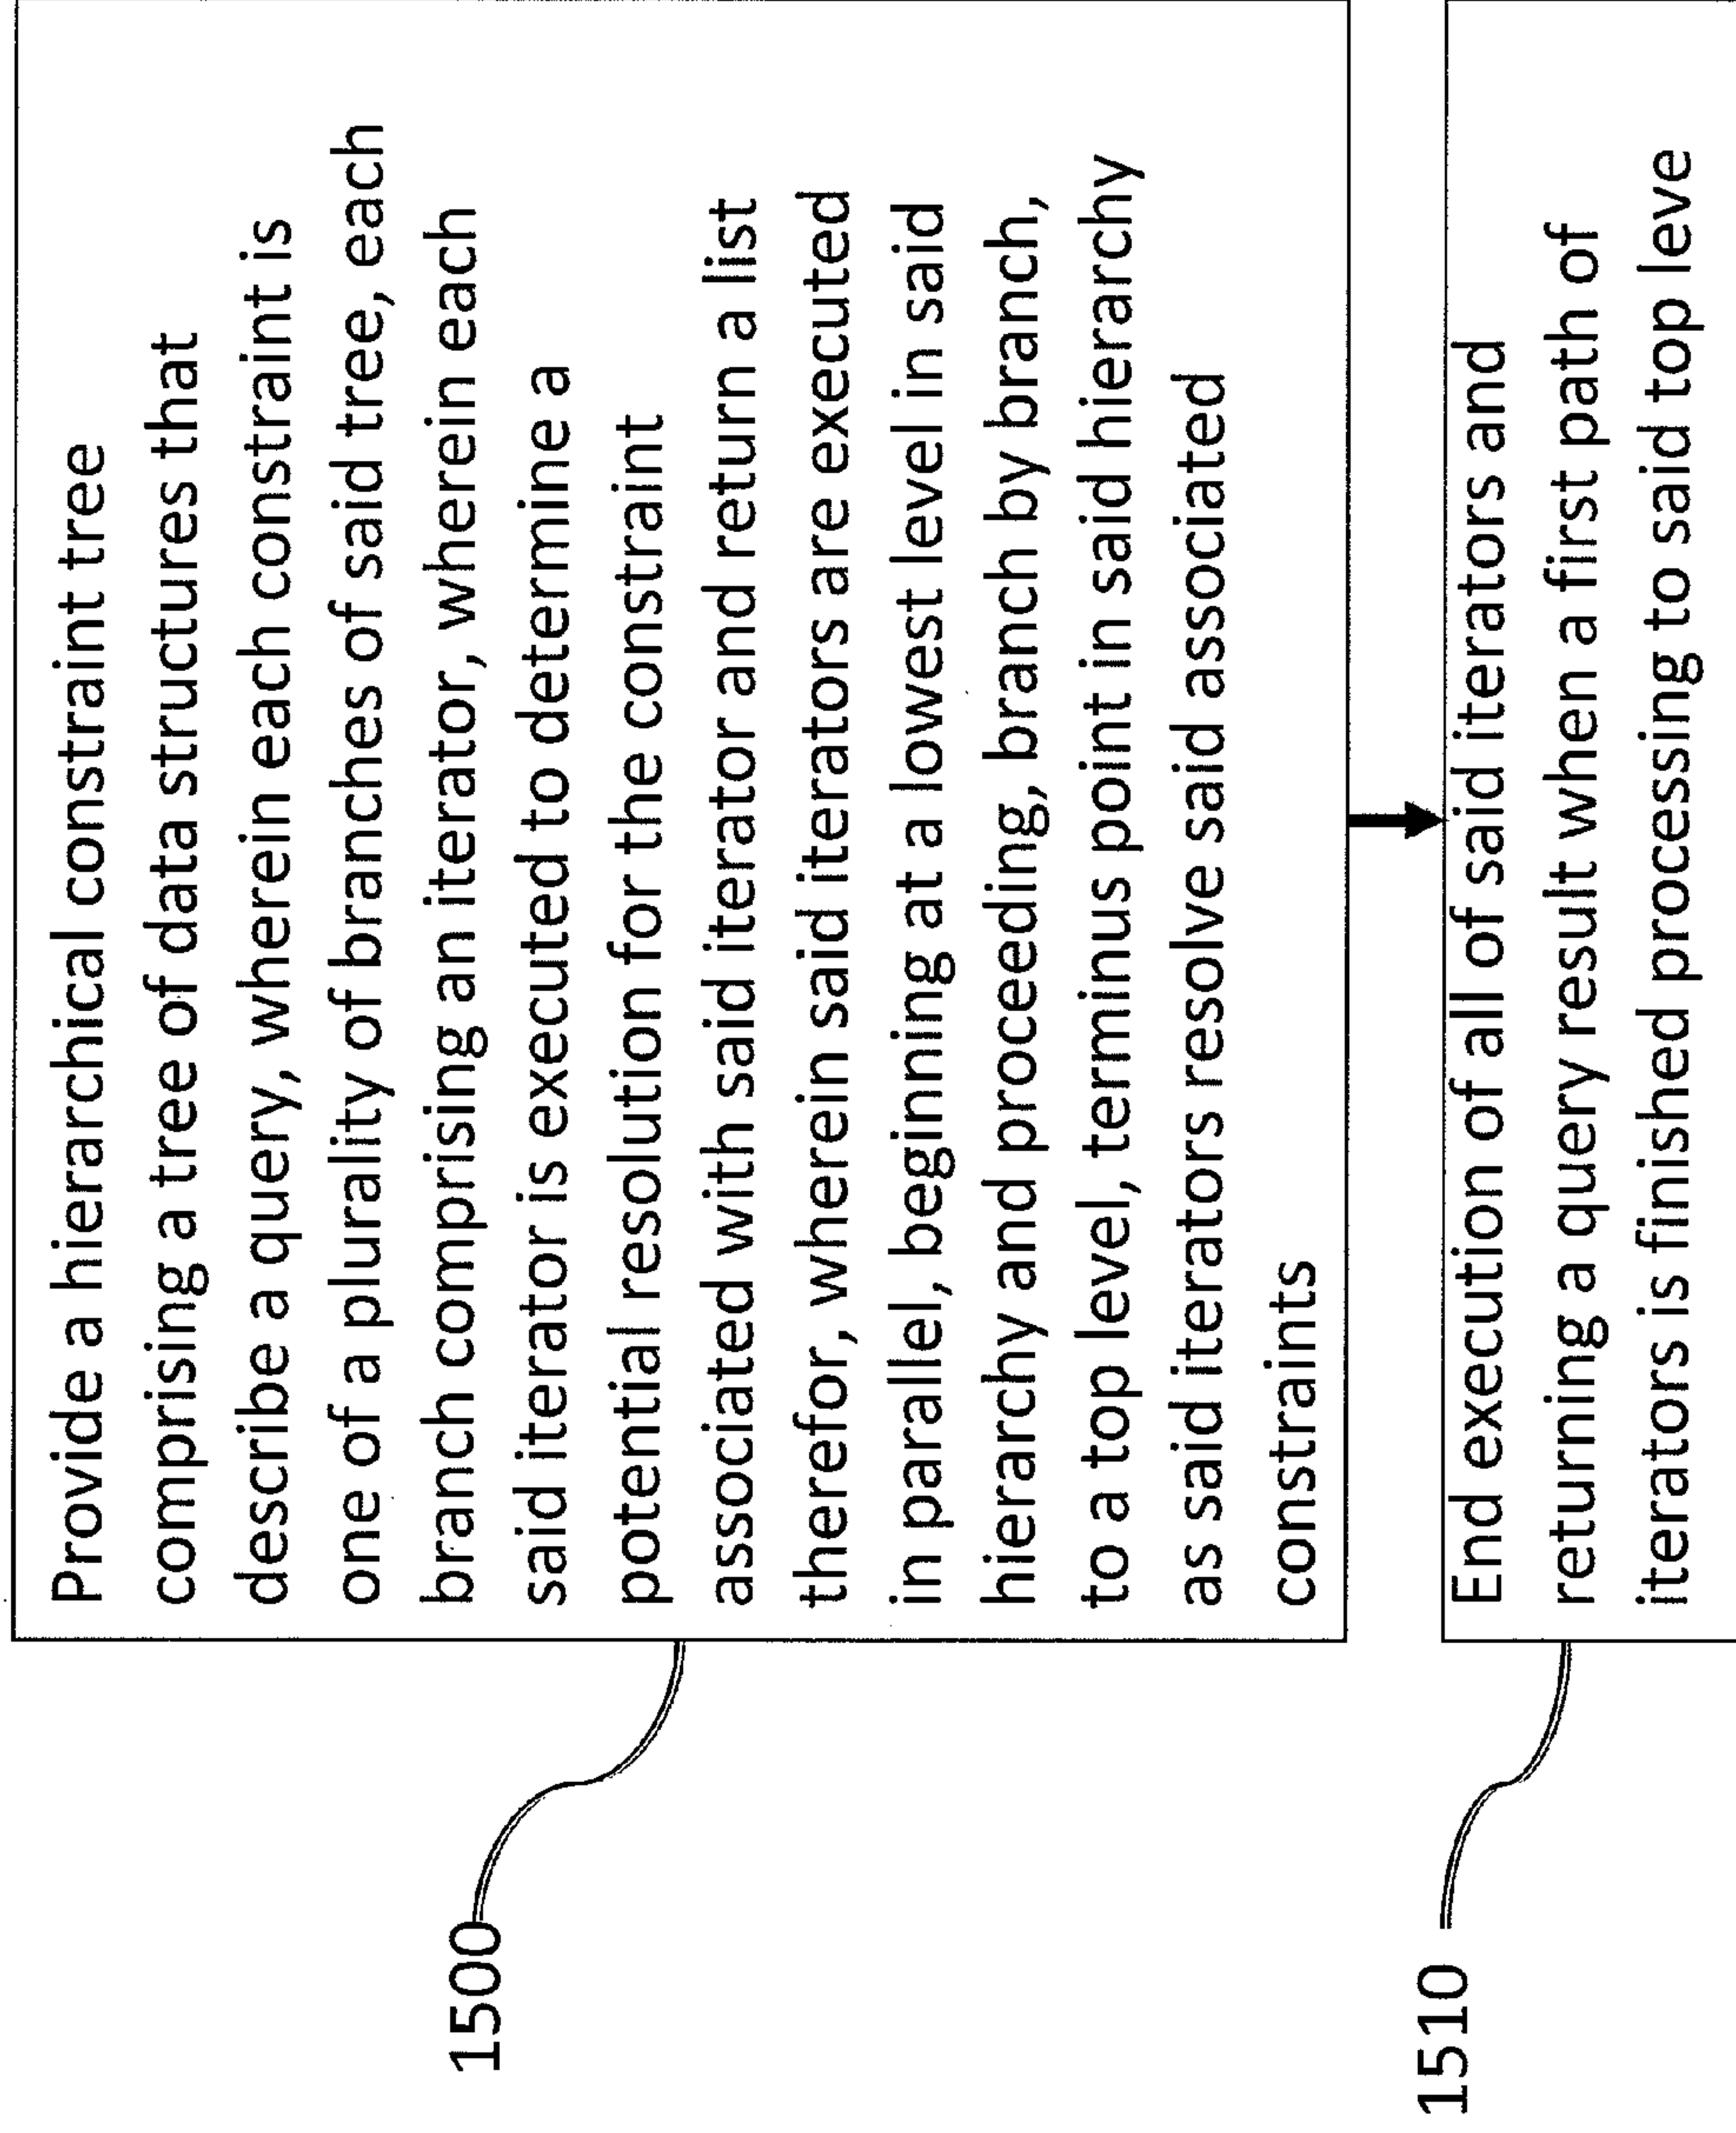 1500
Provide a hierarchical constraint tree
comprising a tree of data structures that
describe a query, wherein each constraint is
one of a plurality of branches of said tree, each
branch comprising an iterator, wherein each
said iterator is executed to determine a
potential resolution for the constraint
associated with said iterator and return a list
therefor, wherein said iterators are executed
in parallel, beginning at a lowest level in said
hierarchy and proceeding, branch by branch,
to a top level, terminus point in said hierarchy
as said iterators resolve said associated
constraints
1510
End execution of all of said iterators and
returning a query result when a first path of
iterators is finished processing to said top leve